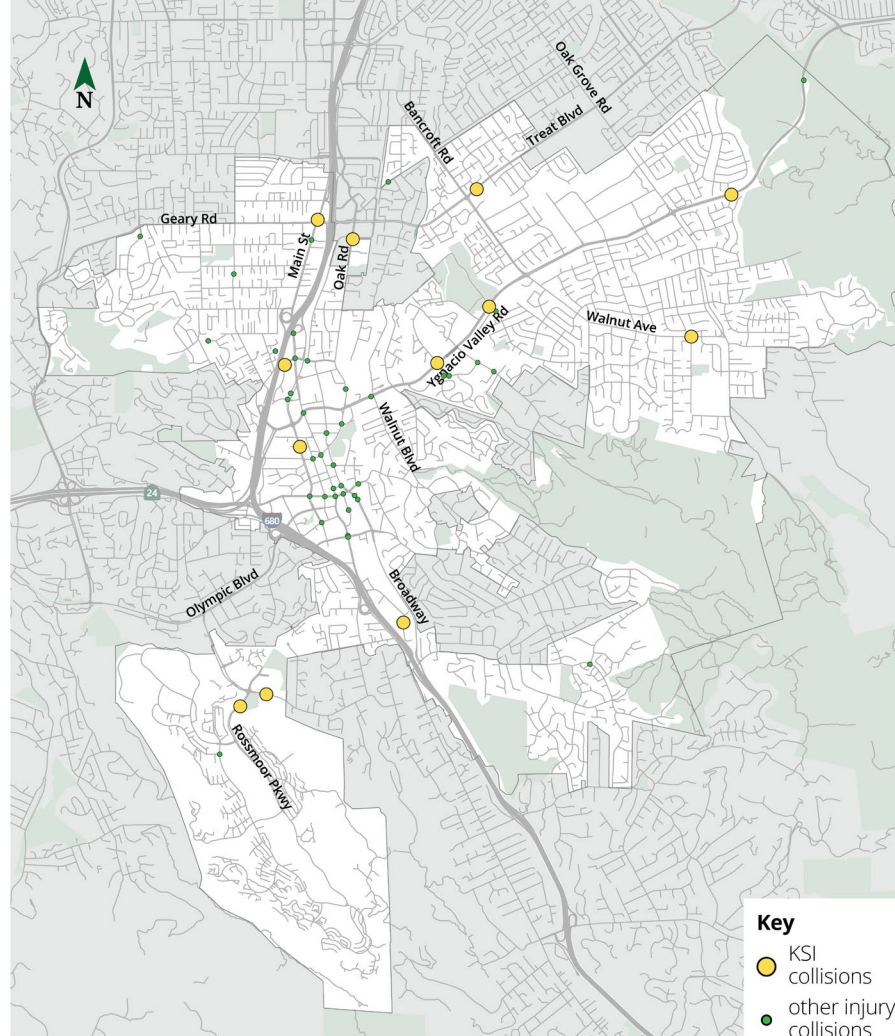 N
Oak Grove Rd
Bancroft Rd
Treat Blvd
Geary Rd
Main St
Oak Rd
Walnut Ave
Ygnacio Valley Rd
Walnut Blvd
24
680
Broadway
Olympic Blvd
Rossmoor Pkwy
Key
KSI
collisions
other injury
collisions